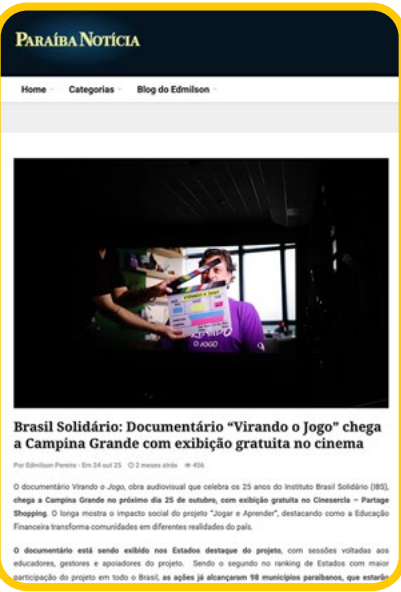 PARAÍBA NOTÍCIA
Home Categorias Blog do Edmilson
VIRANDO O JOGO
VIRANDO
O JOGO
Brasil Solidário: Documentário “Virando o Jogo” chega
a Campina Grande com exibição gratuita no cinema
Por Edmilson Pereira - Em 24 out 25 2 meses atrás 456
O documentário Virando o Jogo, obra audiovisual que celebra os 25 anos do Instituto Brasil Solidário (IBS),
chega a Campina Grande no próximo dia 25 de outubro, com exibição gratuita no Cinesercla – Partage
Shopping. O longa mostra o impacto social do projeto “Jogar e Aprender”, destacando como a Educação
Financeira transforma comunidades em diferentes realidades do país.
O documentário está sendo exibido nos Estados destaque do projeto, com sessões voltadas aos
educadores, gestores e apoiadores do projeto. Sendo o segundo no ranking de Estados com maior
participação do projeto em todo o Brasil, as ações já alcançaram 98 municípios paraibanos, que estarão